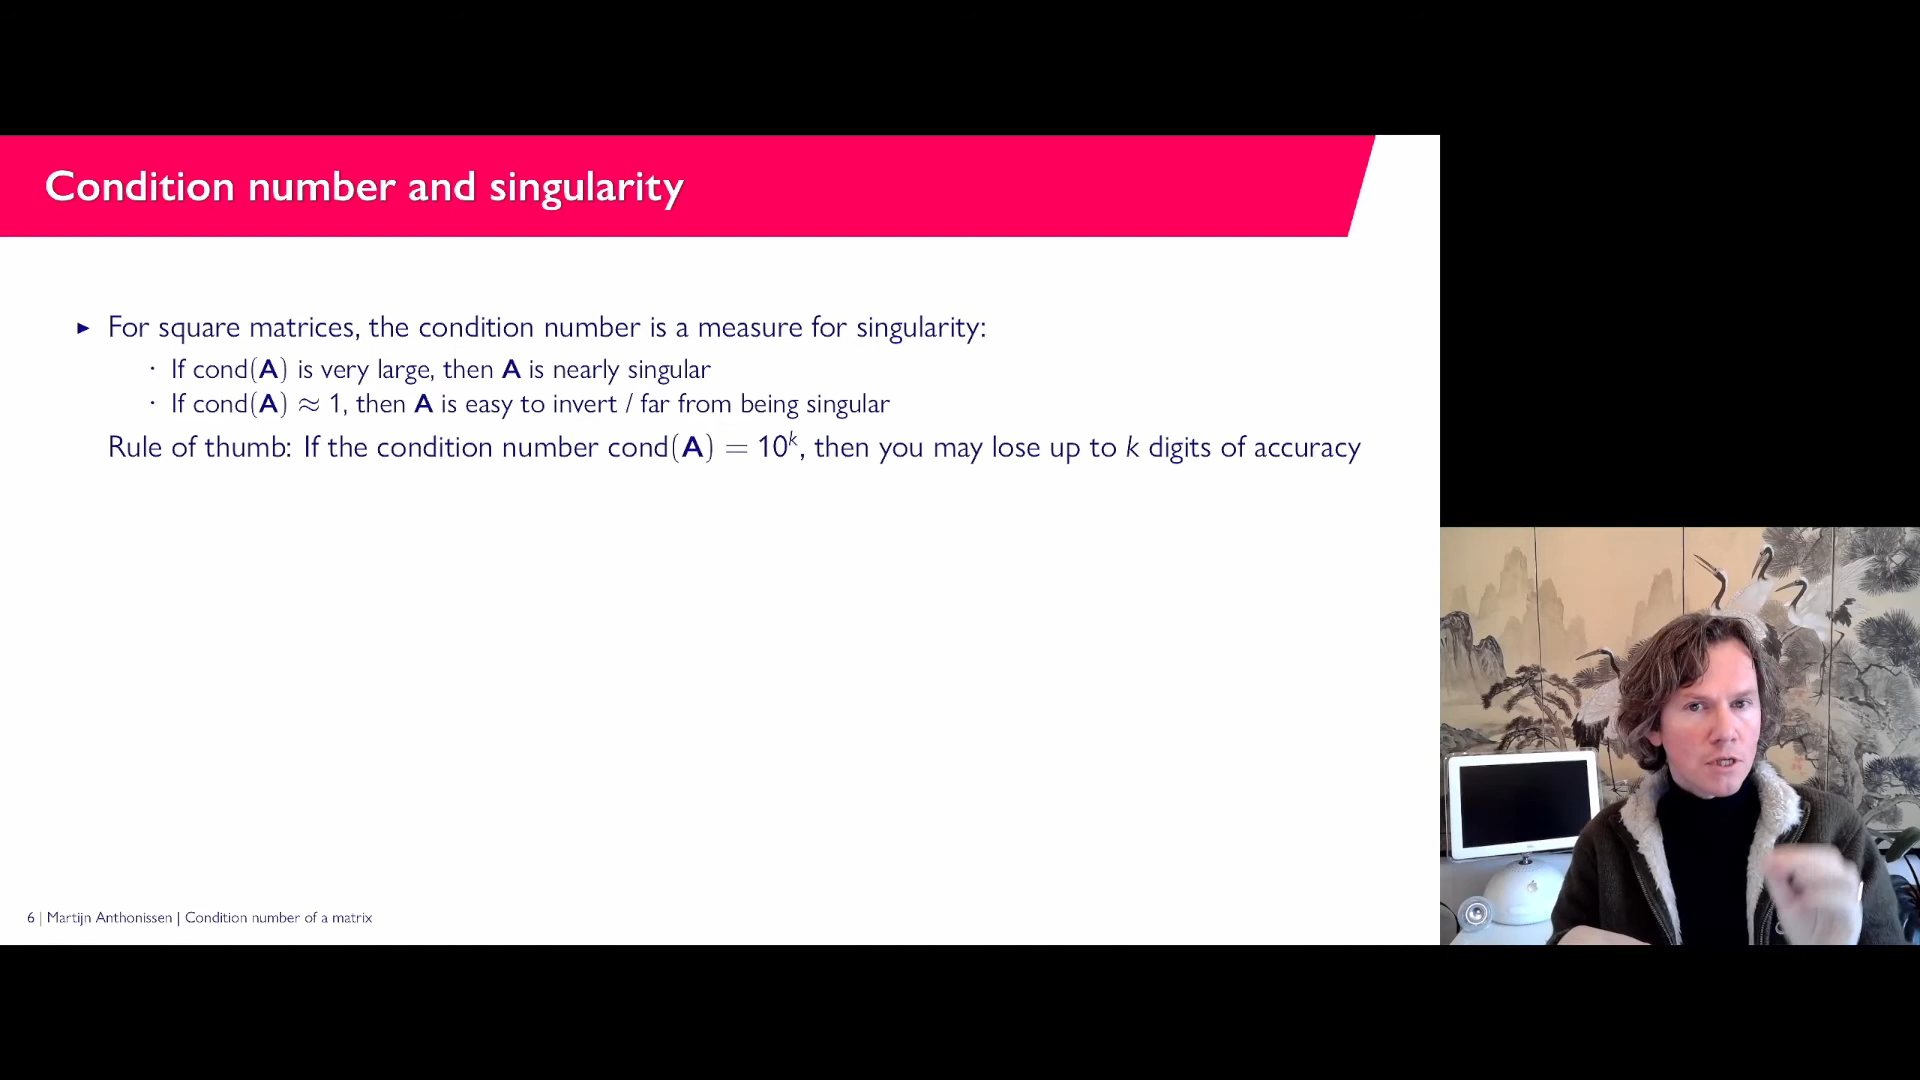 Condition number and singularity
▸ For square matrices, the condition number is a measure for singularity:
· If cond(A) is very large, then A is nearly singular
· If cond(A) ≈ 1, then A is easy to invert / far from being singular
Rule of thumb: If the condition number cond(A) = 10ᵏ, then you may lose up to k digits of accuracy
6 | Martijn Anthonissen | Condition number of a matrix